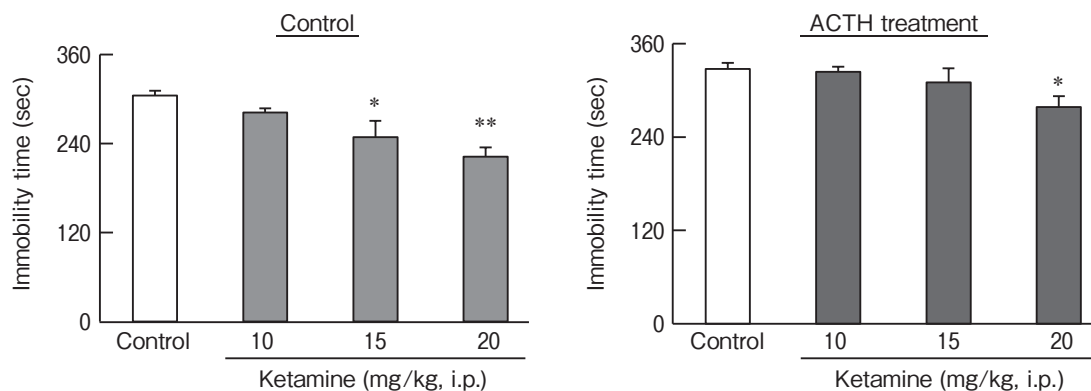 Control
Immobility time (sec)
360
240
120
0
*
**
Control
10
15
20
Ketamine (mg/kg, i.p.)
ACTH treatment
Immobility time (sec)
360
240
120
0
*
Control
10
15
20
Ketamine (mg/kg, i.p.)